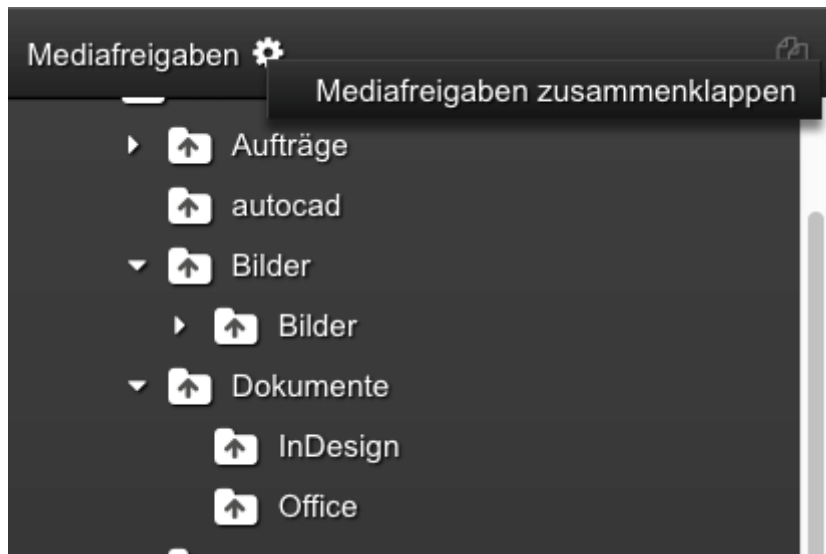 Mediafreigaben
Mediafreigaben zusammenklappen
Aufträge
autocad
Bilder
Bilder
Dokumente
InDesign
Office